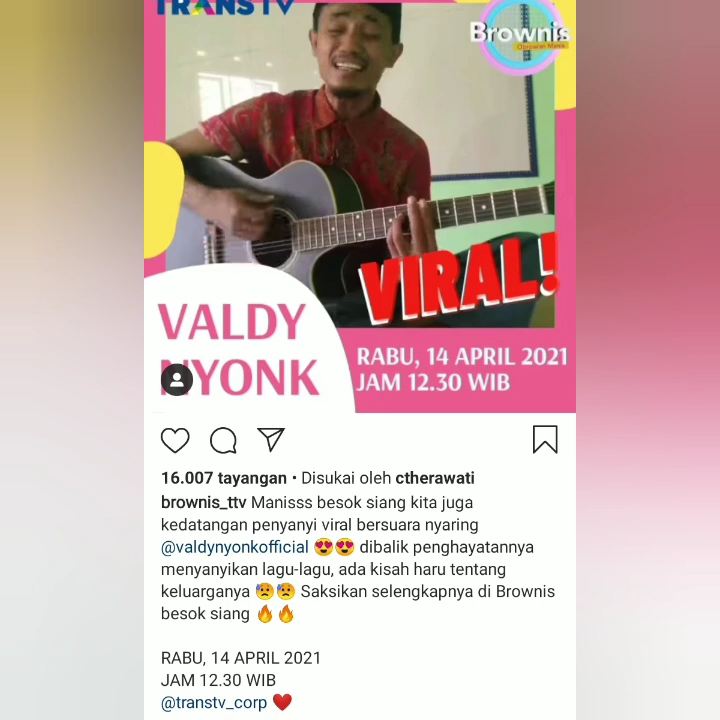 TRANSTV
Brownis
Obrowlan Manis
VIRAL!
VALDY
NYONK
RABU, 14 APRIL 2021
JAM 12.30 WIB
16.007 tayangan • Disukai oleh ctherawati
brownis_ttv Manisss besok siang kita juga
kedatangan penyanyi viral bersuara nyaring
@valdynyonkofficial 😍😍 dibalik penghayatannya
menyanyikan lagu-lagu, ada kisah haru tentang
keluarganya 😥😥 Saksikan selengkapnya di Brownis
besok siang 🔥🔥
RABU, 14 APRIL 2021
JAM 12.30 WIB
@transtv_corp ❤️